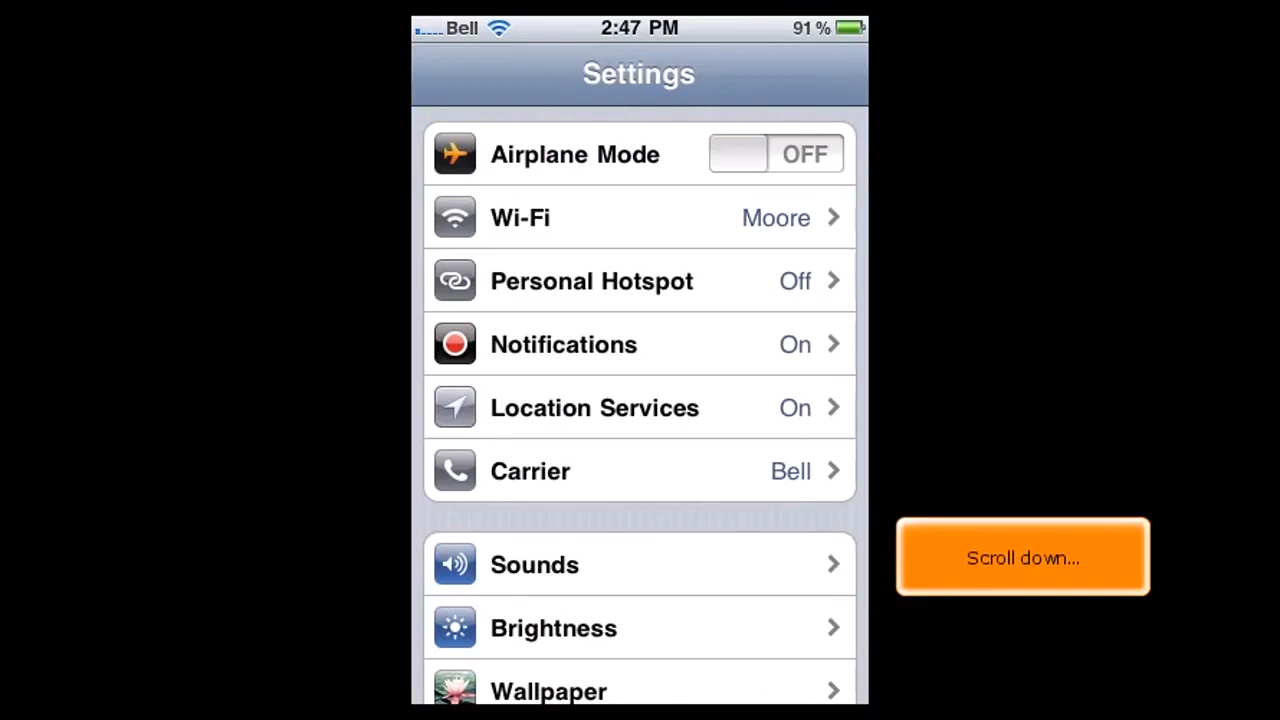 Bell 2:47 PM 91 %
Settings
Airplane Mode OFF
Wi-Fi Moore
Personal Hotspot Off
Notifications On
Location Services On
Carrier Bell
Scroll down...
Sounds
Brightness
Wallpaper